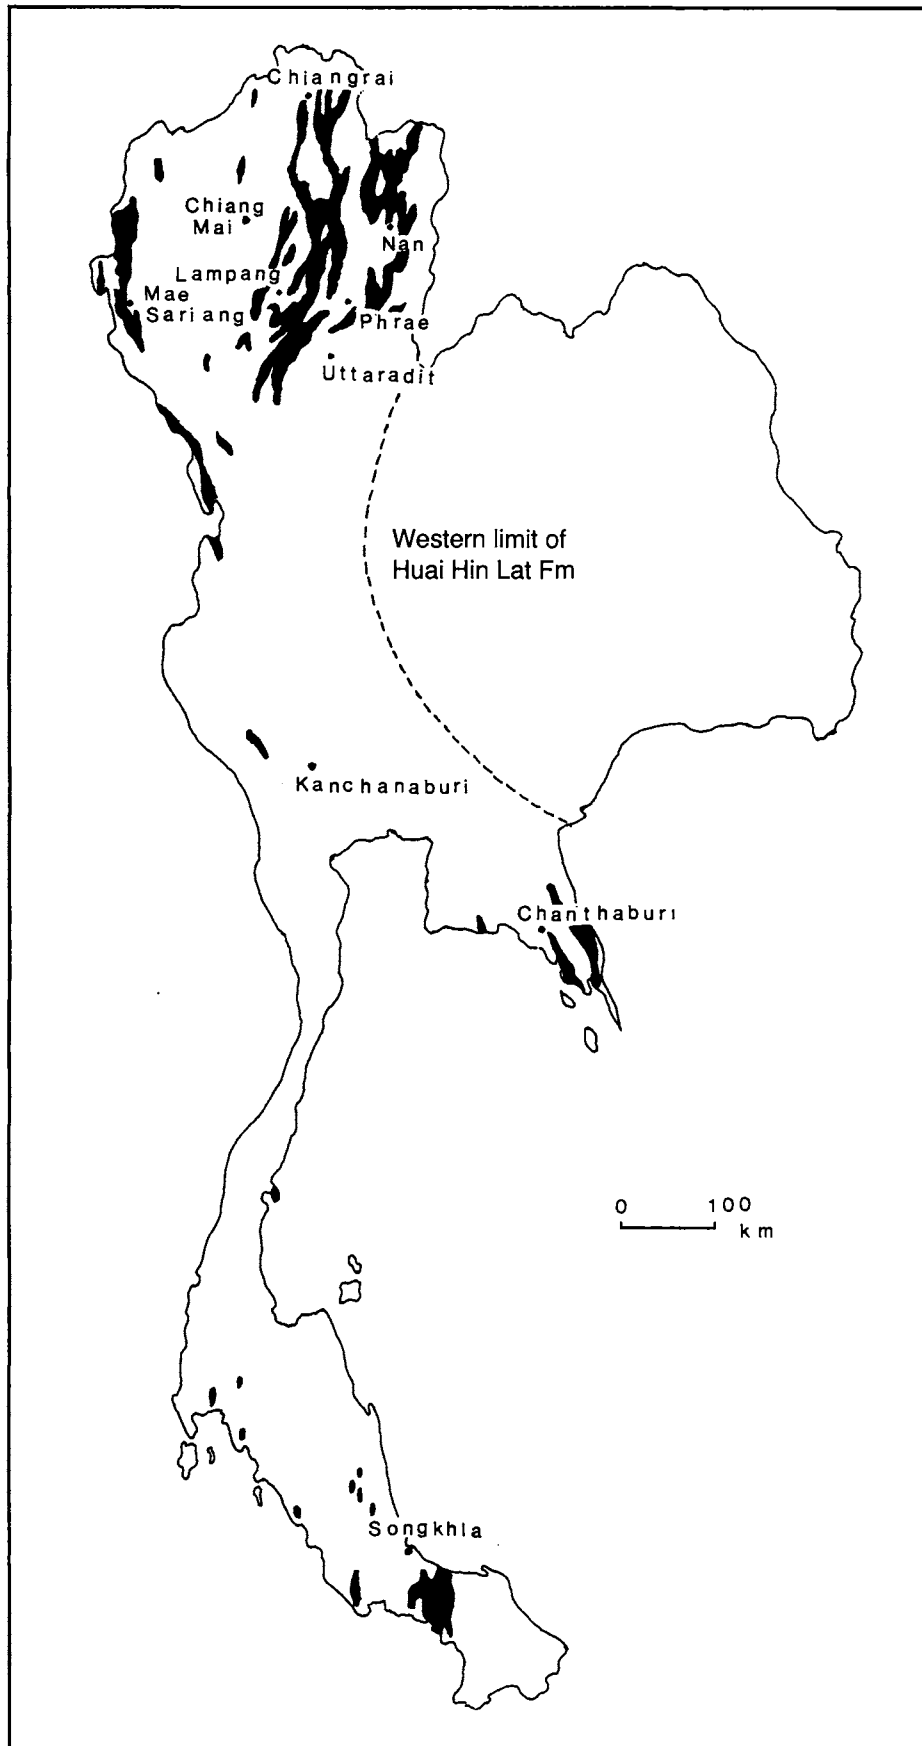 Chiangrai
Chiang
Mai
Nan
Lampang
Mae
Sariang
Phrae
Uttaradit
Western limit of
Huai Hin Lat Fm
Kanchanaburi
Chanthaburi
0 100
km
Songkhla